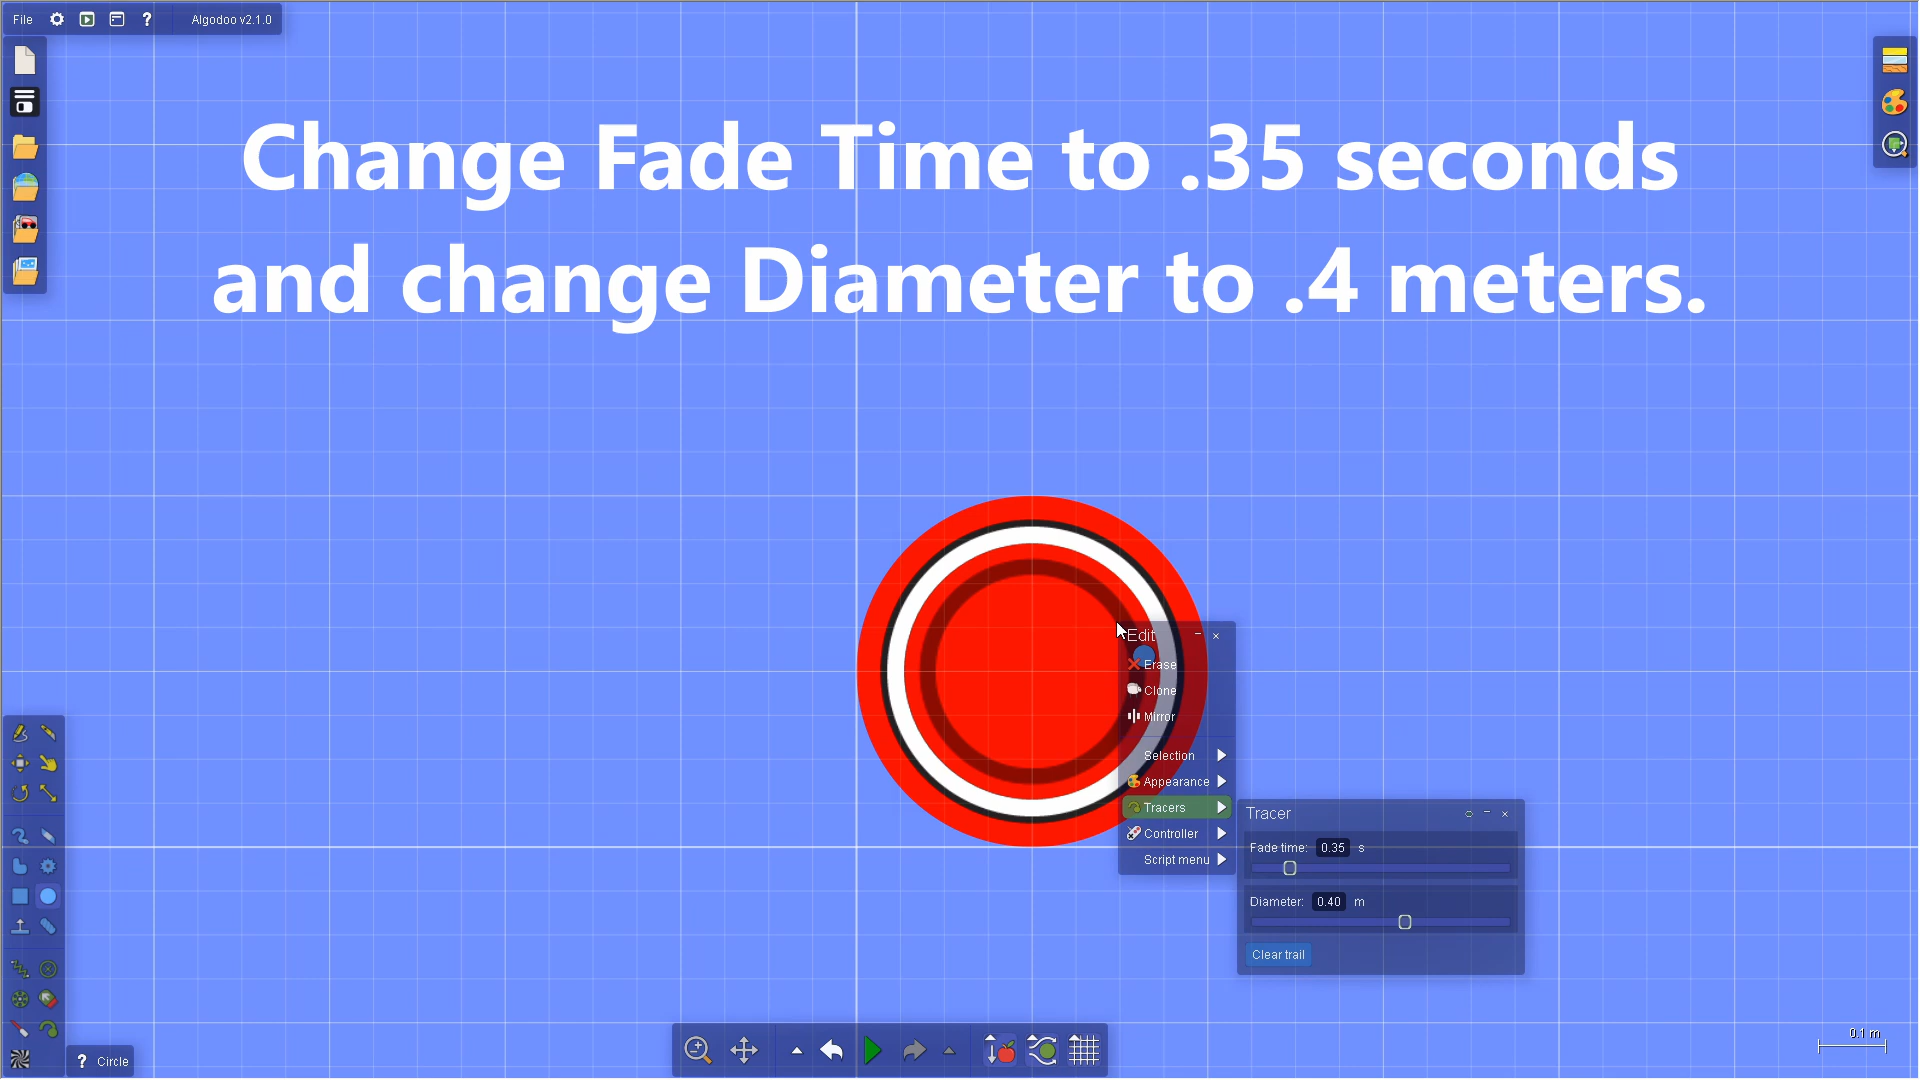 File ? Algodoo v2.1.0
Change Fade Time to .35 seconds
and change Diameter to .4 meters.
Edit
Erase
Clone
Mirror
Selection
Appearance
Tracers
Controller
Script menu
Tracer
Fade time: 0.35 s
Diameter: 0.40 m
Clear trail
? Circle
0.1 m